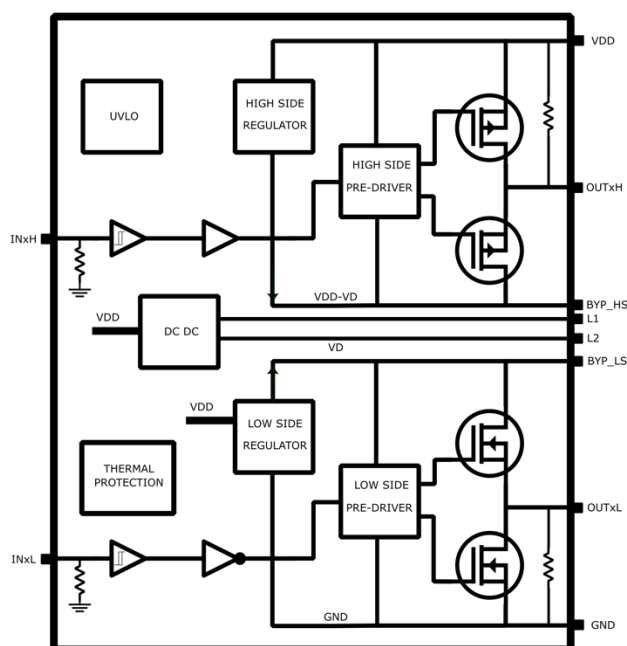 VDD
UVLO
HIGH SIDE
REGULATOR
HIGH SIDE
PRE-DRIVER
OUTxH
INxH
VDD-VD
BYP_HS
VDD
DC DC
L1
L2
VD
BYP_LS
VDD
LOW SIDE
REGULATOR
THERMAL
PROTECTION
LOW SIDE
PRE-DRIVER
OUTxL
INxL
GND
GND